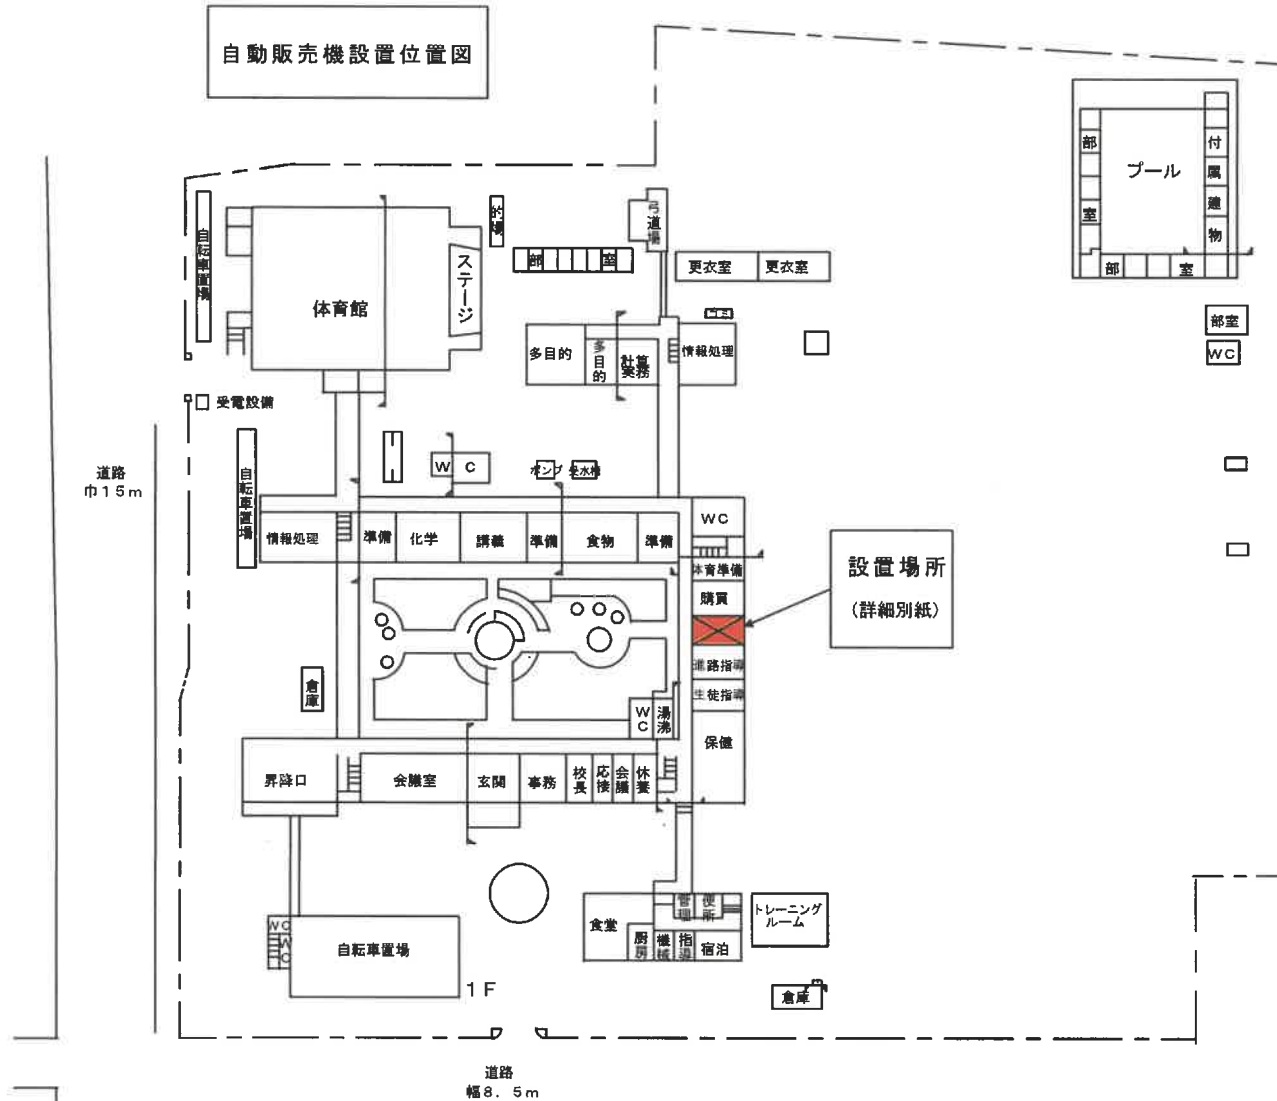 自動販売機設置位置図
プール
部
室
付属建物
部
室
部室
WC
的場
弓道場
自転車置場
部
室
更衣室
更衣室
体育館
ステージ
多目的
多目的
計算実務
情報処理
受電設備
道路
巾15m
自転車置場
WC
ポンプ
受水槽
情報処理
準備
化学
講義
準備
食物
準備
WC
体育準備
購買
進路指導
生徒指導
保健
設置場所
(詳細別紙)
倉庫
WC
湯沸
昇降口
会議室
玄関
事務
校長
応接
会議
休養
食堂
厨房
管理
便所
機械
指導
宿泊
トレーニング
ルーム
倉庫
WC
WC
自転車置場
1F
道路
幅8.5m